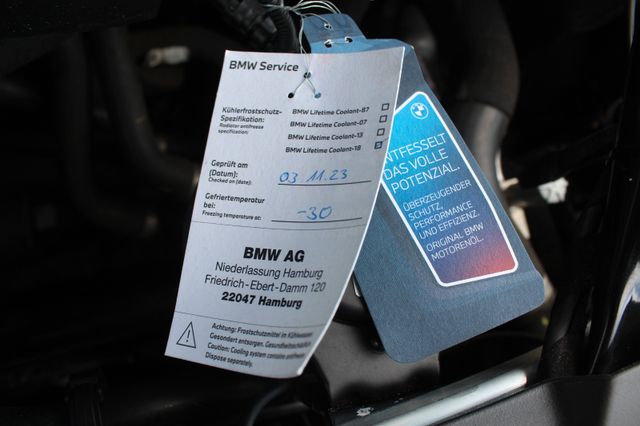 BMW Service
Kühlerfrostschutz-
Spezifikation:
Radiator antifreeze
specification:
BMW Lifetime Coolant-87
BMW Lifetime Coolant-07
BMW Lifetime Coolant-13
BMW Lifetime Coolant-18
Geprüft am
(Datum):
Checked on (date):
03 11.23
Gefriertemperatur
bei:
Freezing temperature at:
-30
BMW AG
Niederlassung Hamburg
Friedrich-Ebert-Damm 120
22047 Hamburg
Achtung: Frostschutzmittel im Kühlwasser.
Gesondert entsorgen.
Caution: Cooling system contains
Dispose separately.
BMW
DAS VOLLE
POTENZIAL.
ÜBERZEUGENDER
SCHUTZ,
PERFORMANCE
UND EFFIZIENZ.
ORIGINAL BMW
MOTORENÖL.